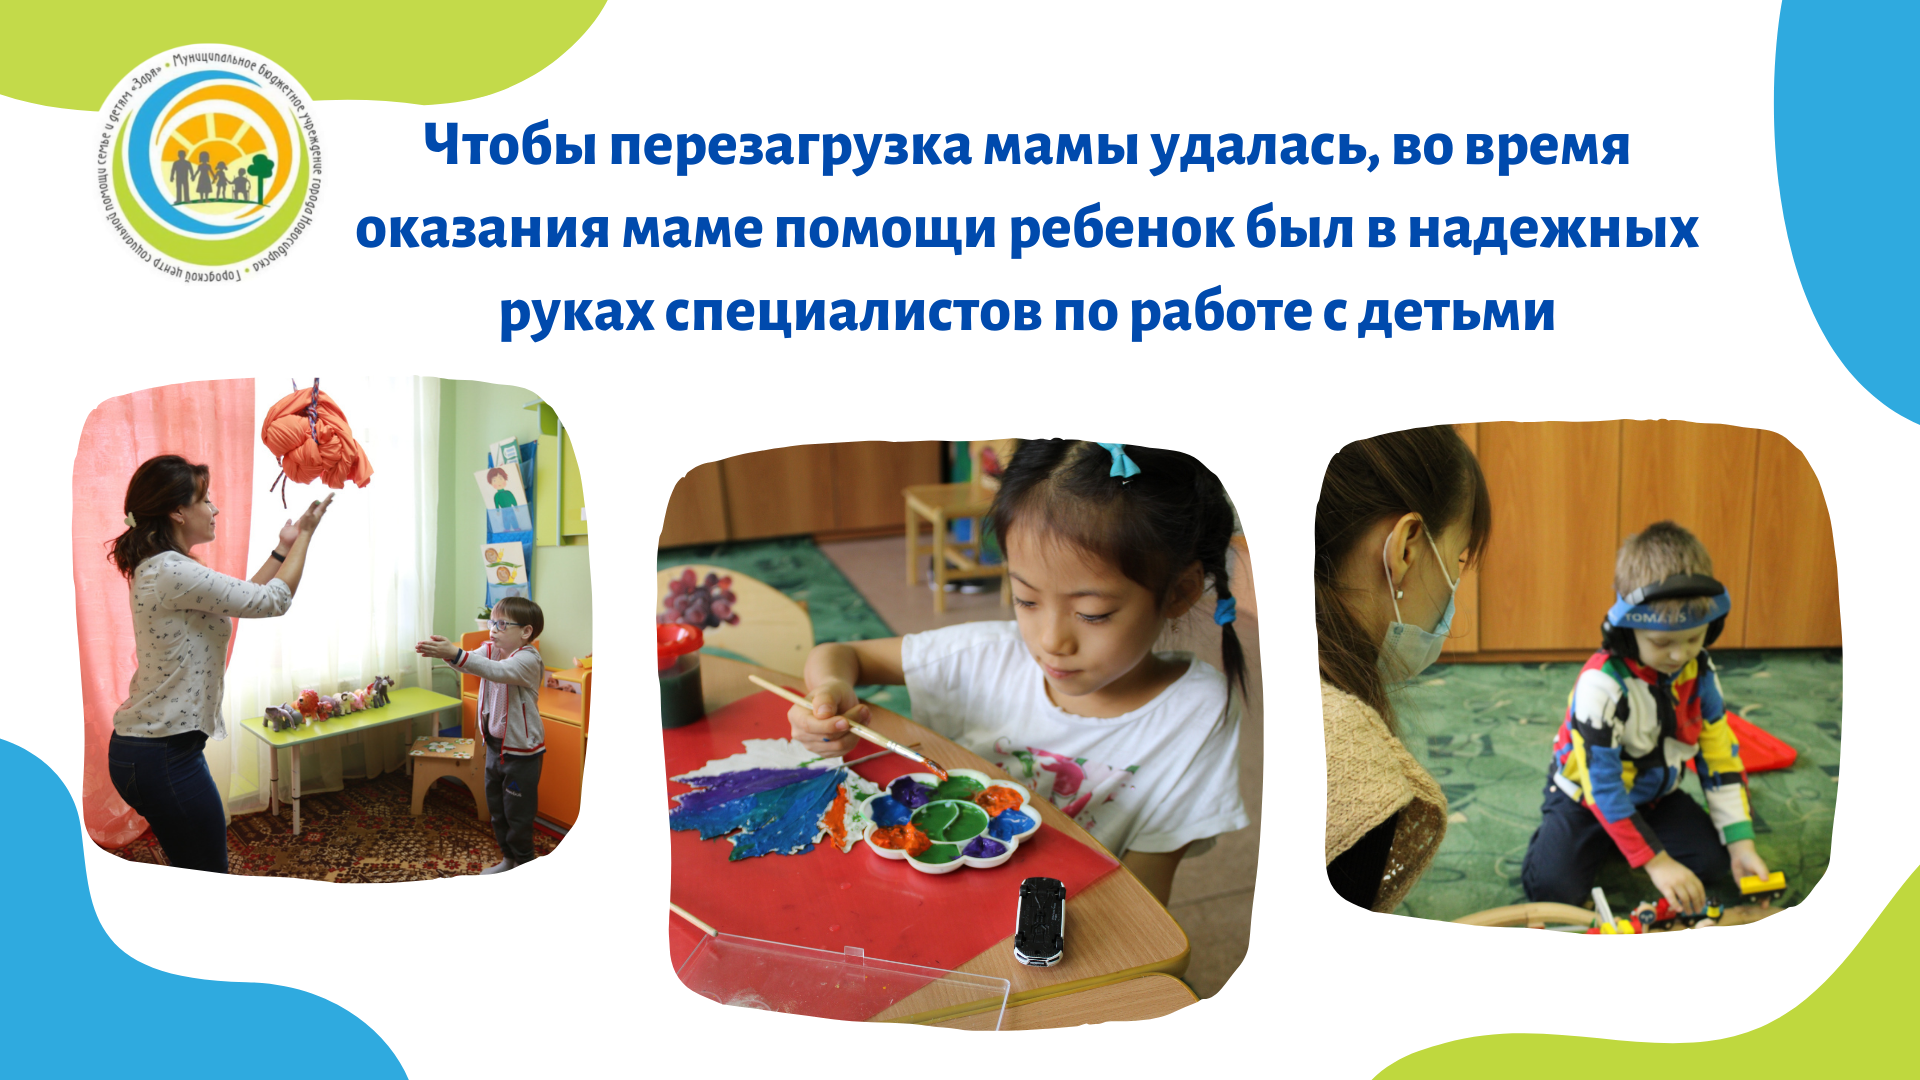 Муниципальное бюджетное учреждение города Новосибирска • Городской центр социальной помощи семье и детям «Заря» •
Чтобы перезагрузка мамы удалась, во время
оказания маме помощи ребенок был в надежных
руках специалистов по работе с детьми
TOMATIS